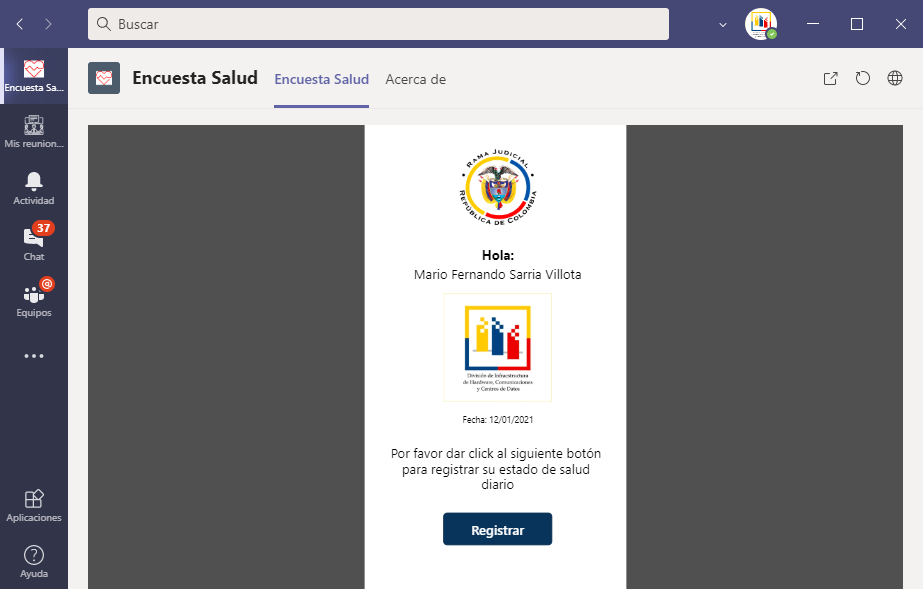 Buscar
Encuesta Sa...
Mis reunion...
Actividad
37
Chat
@
Equipos
Aplicaciones
?
Ayuda
Encuesta Salud
Encuesta Salud
Acerca de
RAMA JUDICIAL
REPÚBLICA DE COLOMBIA
Hola:
Mario Fernando Sarria Villota
División de Infraestructura
de Hardware, Comunicaciones
y Centros de Datos
Fecha: 12/01/2021
Por favor dar click al siguiente botón
para registrar su estado de salud
diario
Registrar